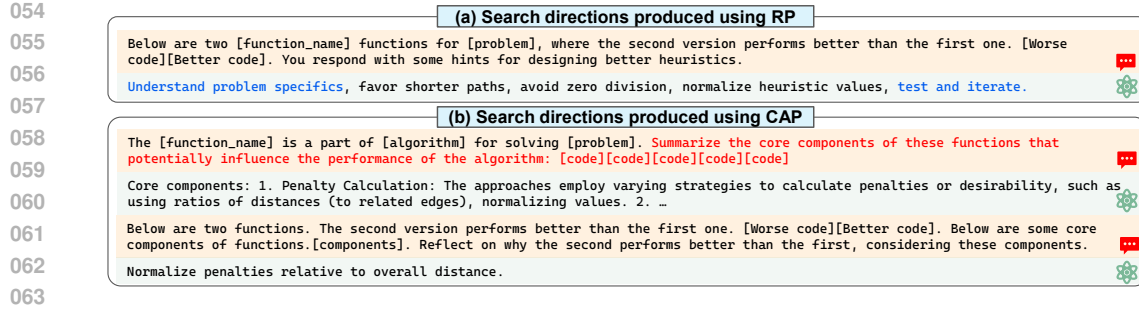 054
(a) Search directions produced using RP
055
Below are two [function_name] functions for [problem], where the second version performs better than the first one. [Worse
code][Better code]. You respond with some hints for designing better heuristics.
056
Understand problem specifics, favor shorter paths, avoid zero division, normalize heuristic values, test and iterate.
057
(b) Search directions produced using CAP
058
The [function_name] is a part of [algorithm] for solving [problem]. Summarize the core components of these functions that
059
potentially influence the performance of the algorithm: [code][code][code][code][code]
Core components: 1. Penalty Calculation: The approaches employ varying strategies to calculate penalties or desirability, such as
060
using ratios of distances (to related edges), normalizing values. 2. …
061
Below are two functions. The second version performs better than the first one. [Worse code][Better code]. Below are some core
components of functions.[components]. Reflect on why the second performs better than the first, considering these components.
062
Normalize penalties relative to overall distance.
063